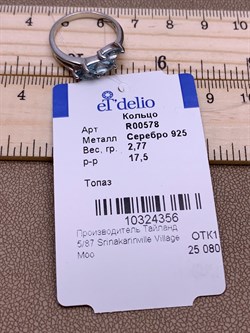 el'delio
Кольцо
Арт R00578
Металл Серебро 925
Вес, гр. 2,77
р-р 17,5
Топаз
10324356
Производитель Тайланд
5/87 Srinakarinville Village
Moo
ОТК1
25 080